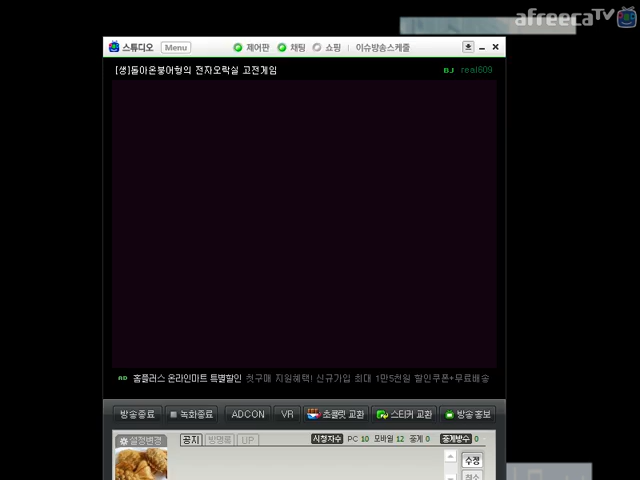 afreecaTV
스튜디오 Menu 제어판 채팅 쇼핑 이슈방송스케줄
[생]돌아온붕어형의 전자오락실 고전게임 BJ real609
AD 홈플러스 온라인마트 특별할인 첫구매 지원혜택! 신규가입 최대 1만5천원 할인쿠폰+무료배송
방송종료 녹화종료 ADCON VR 초콜릿 교환 스티커 교환 방송홍보
설정변경 공지 방명록 UP 시청자수 PC 10 모바일 12 중계 0 중계방수 0
수정
취소